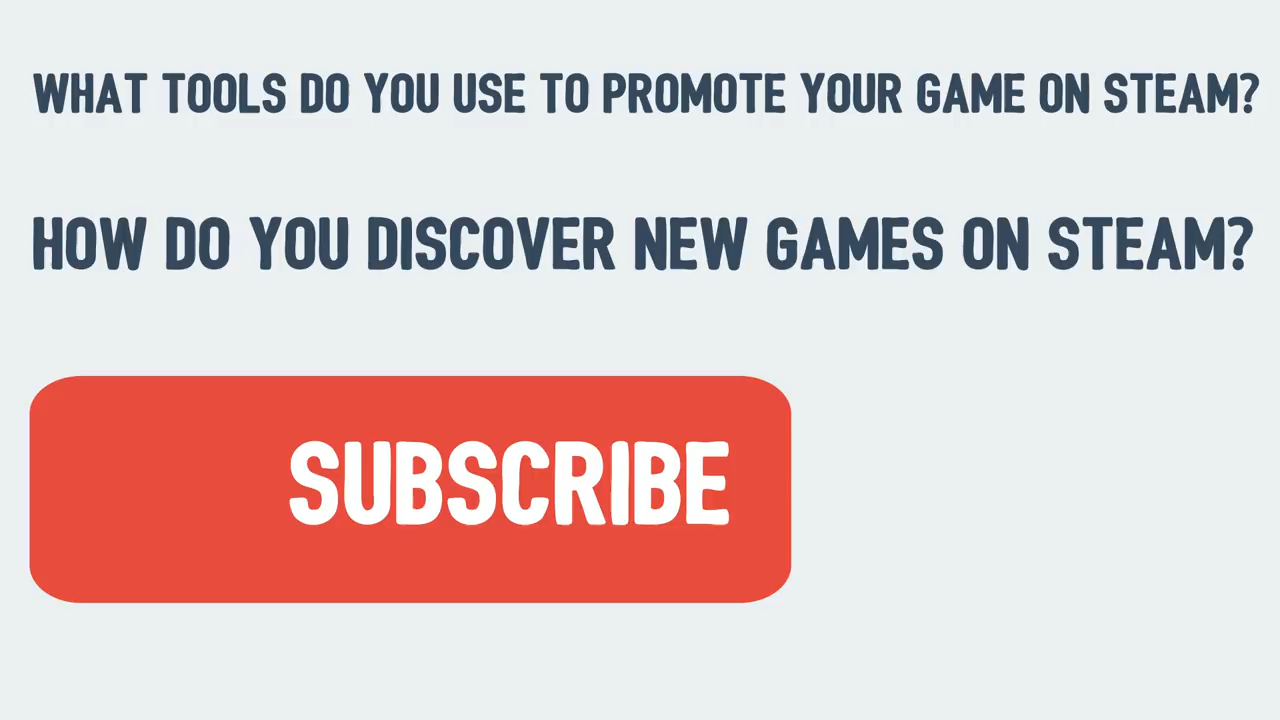 WHAT TOOLS DO YOU USE TO PROMOTE YOUR GAME ON STEAM?
HOW DO YOU DISCOVER NEW GAMES ON STEAM?
SUBSCRIBE